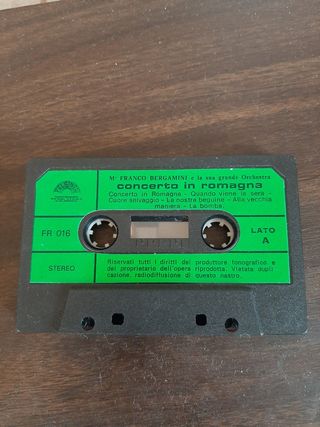 Mº FRANCO BERGAMINI e la sua grande Orchestra
concerto in romagna
Concerto in Romagna - Quando viene la sera -
Cuore selvaggio - La nostra beguine - Alla vecchia
maniera - La bomba.
FR 016
LATO
A
STEREO
Riservati tutti i diritti del produttore fonografico e
del proprietario dell'opera riprodotta. Vietata dupli
cazione, radiodiffusione di questo nastro.